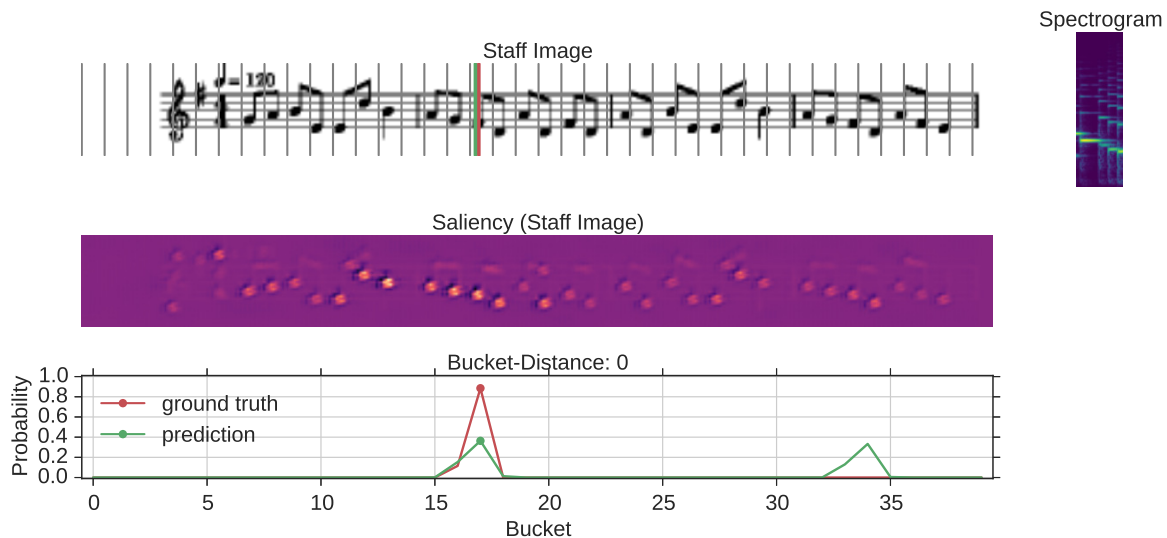 Spectrogram
Staff Image
♩ = 120
Saliency (Staff Image)
Bucket-Distance: 0
Probability
1.0
0.8
0.6
0.4
0.2
0.0
ground truth
prediction
0 5 10 15 20 25 30 35
Bucket